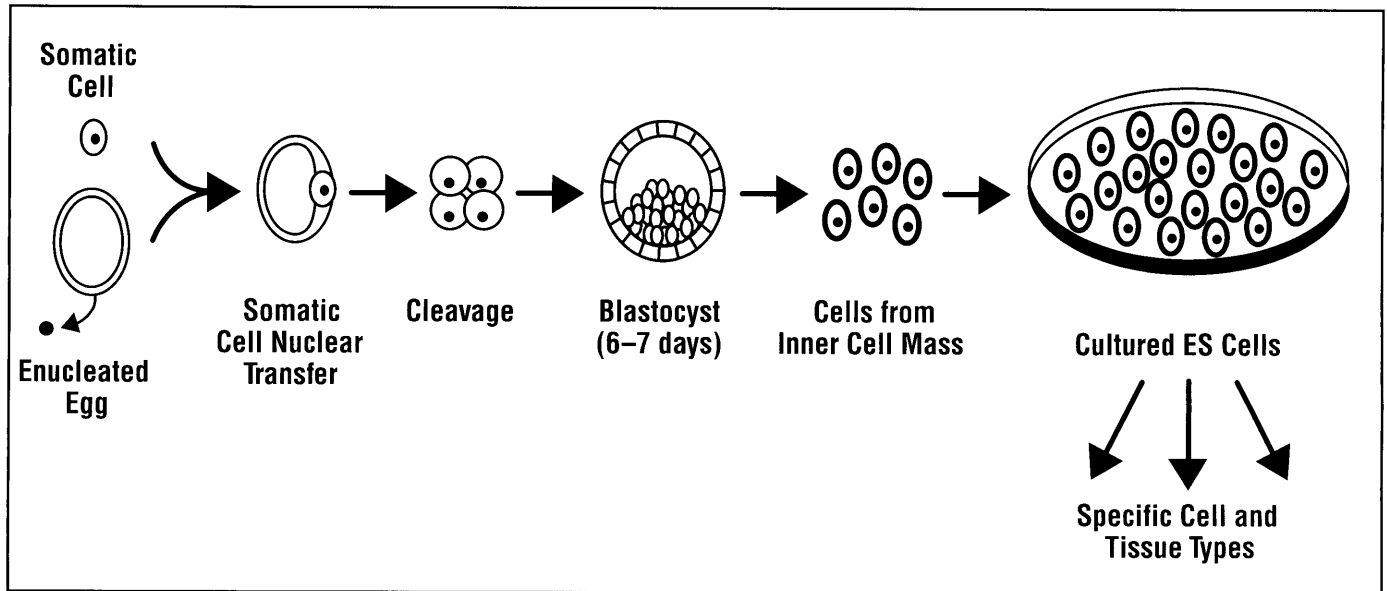 Somatic
Cell
Enucleated
Egg
Somatic
Cell Nuclear
Transfer
Cleavage
Blastocyst
(6–7 days)
Cells from
Inner Cell Mass
Cultured ES Cells
Specific Cell and
Tissue Types